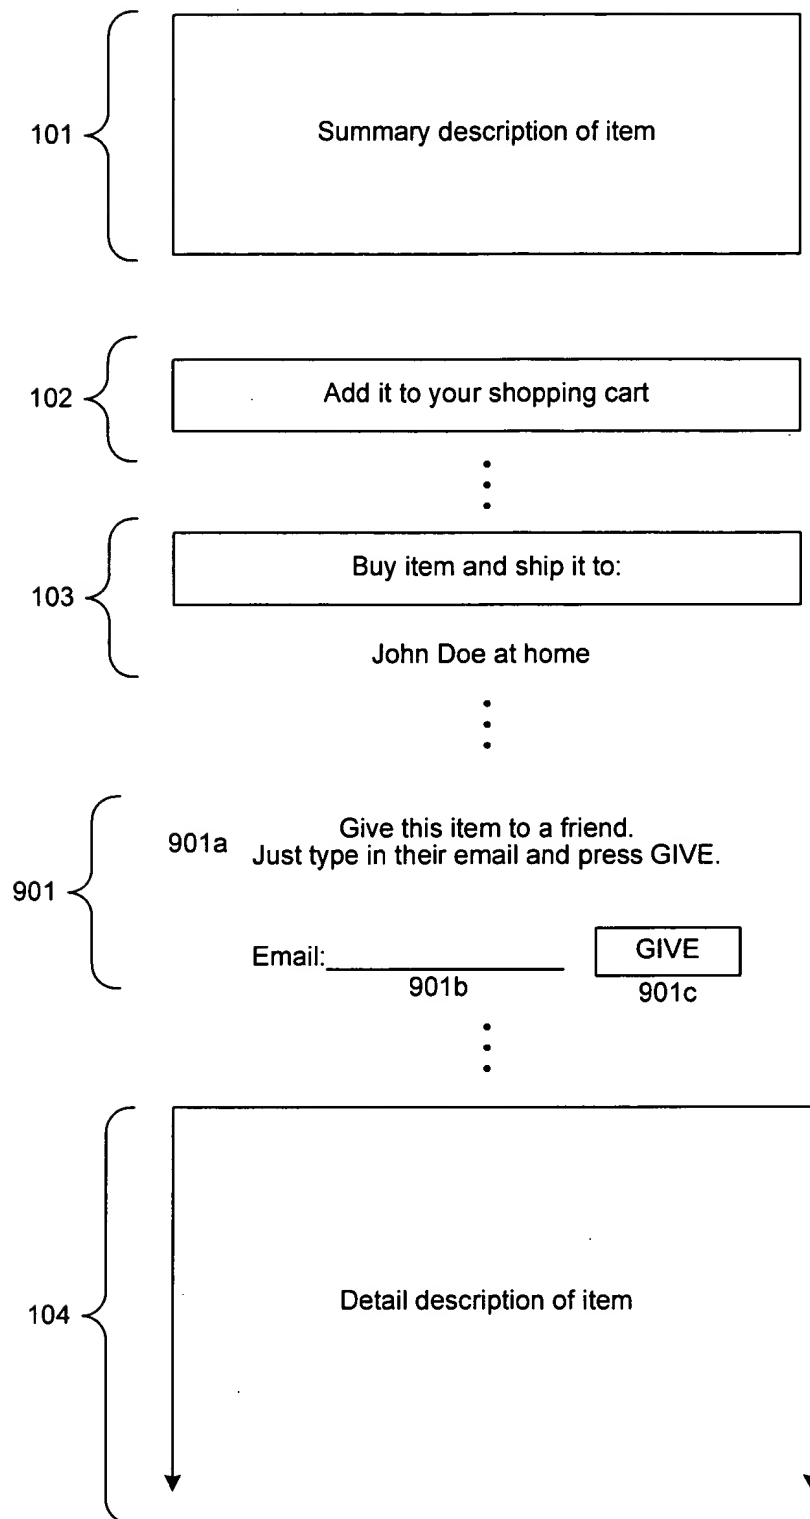 101
Summary description of item
102
Add it to your shopping cart
103
Buy item and ship it to:
John Doe at home
901
901a
Give this item to a friend.
Just type in their email and press GIVE.
Email:
901b
GIVE
901c
104
Detail description of item